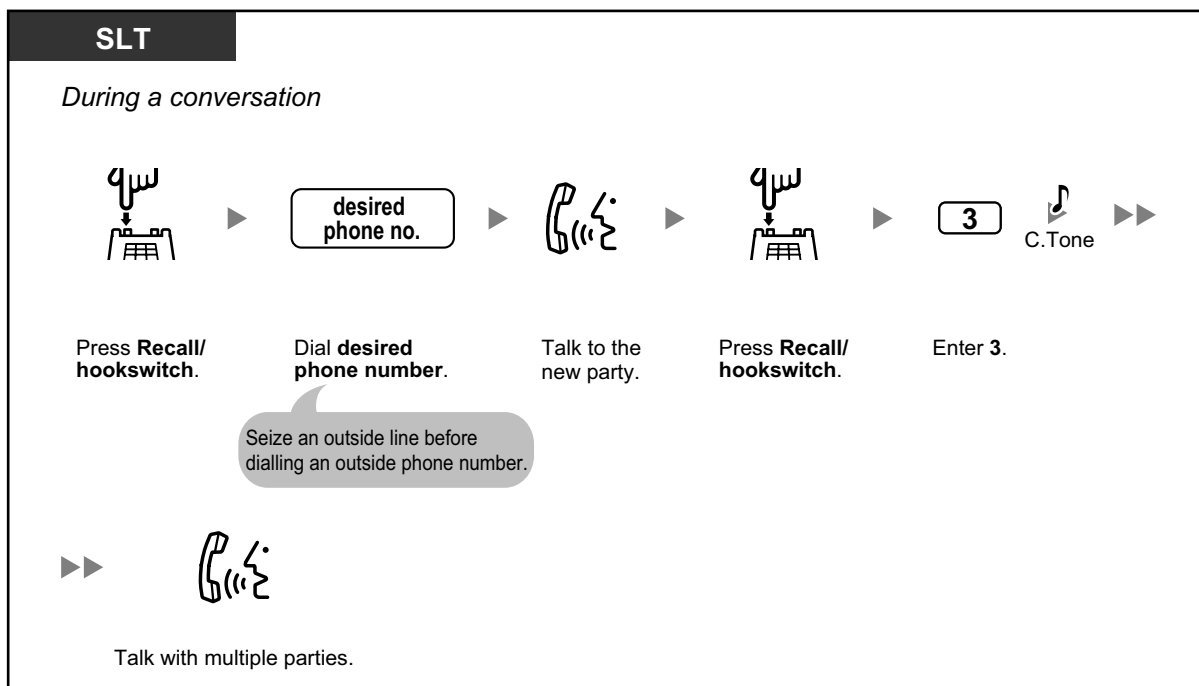 SLT
During a conversation
desired
phone no.
3
C.Tone
Press Recall/
hookswitch.
Dial desired
phone number.
Talk to the
new party.
Press Recall/
hookswitch.
Enter 3.
Seize an outside line before
dialling an outside phone number.
Talk with multiple parties.